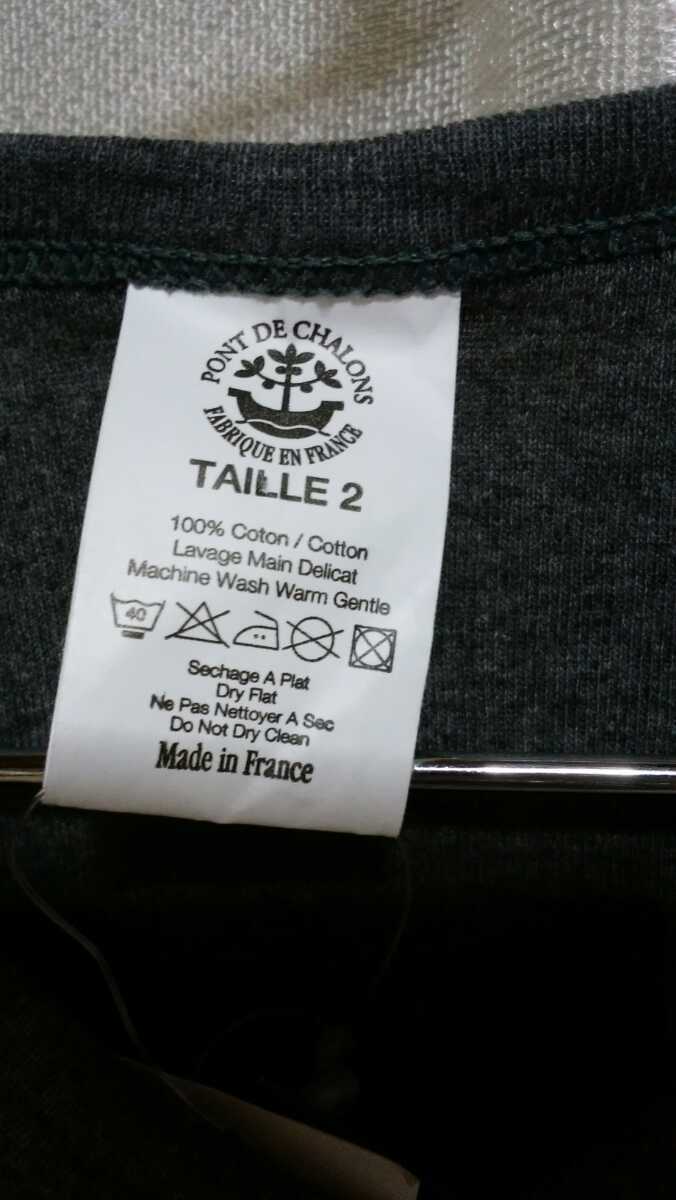 PONT DE CHALONS
FABRIQUE EN FRANCE
TAILLE 2
100% Coton / Cotton
Lavage Main Delicat
Machine Wash Warm Gentle
40
Sechage A Plat
Dry Flat
Ne Pas Nettoyer A Sec
Do Not Dry Clean
Made in France